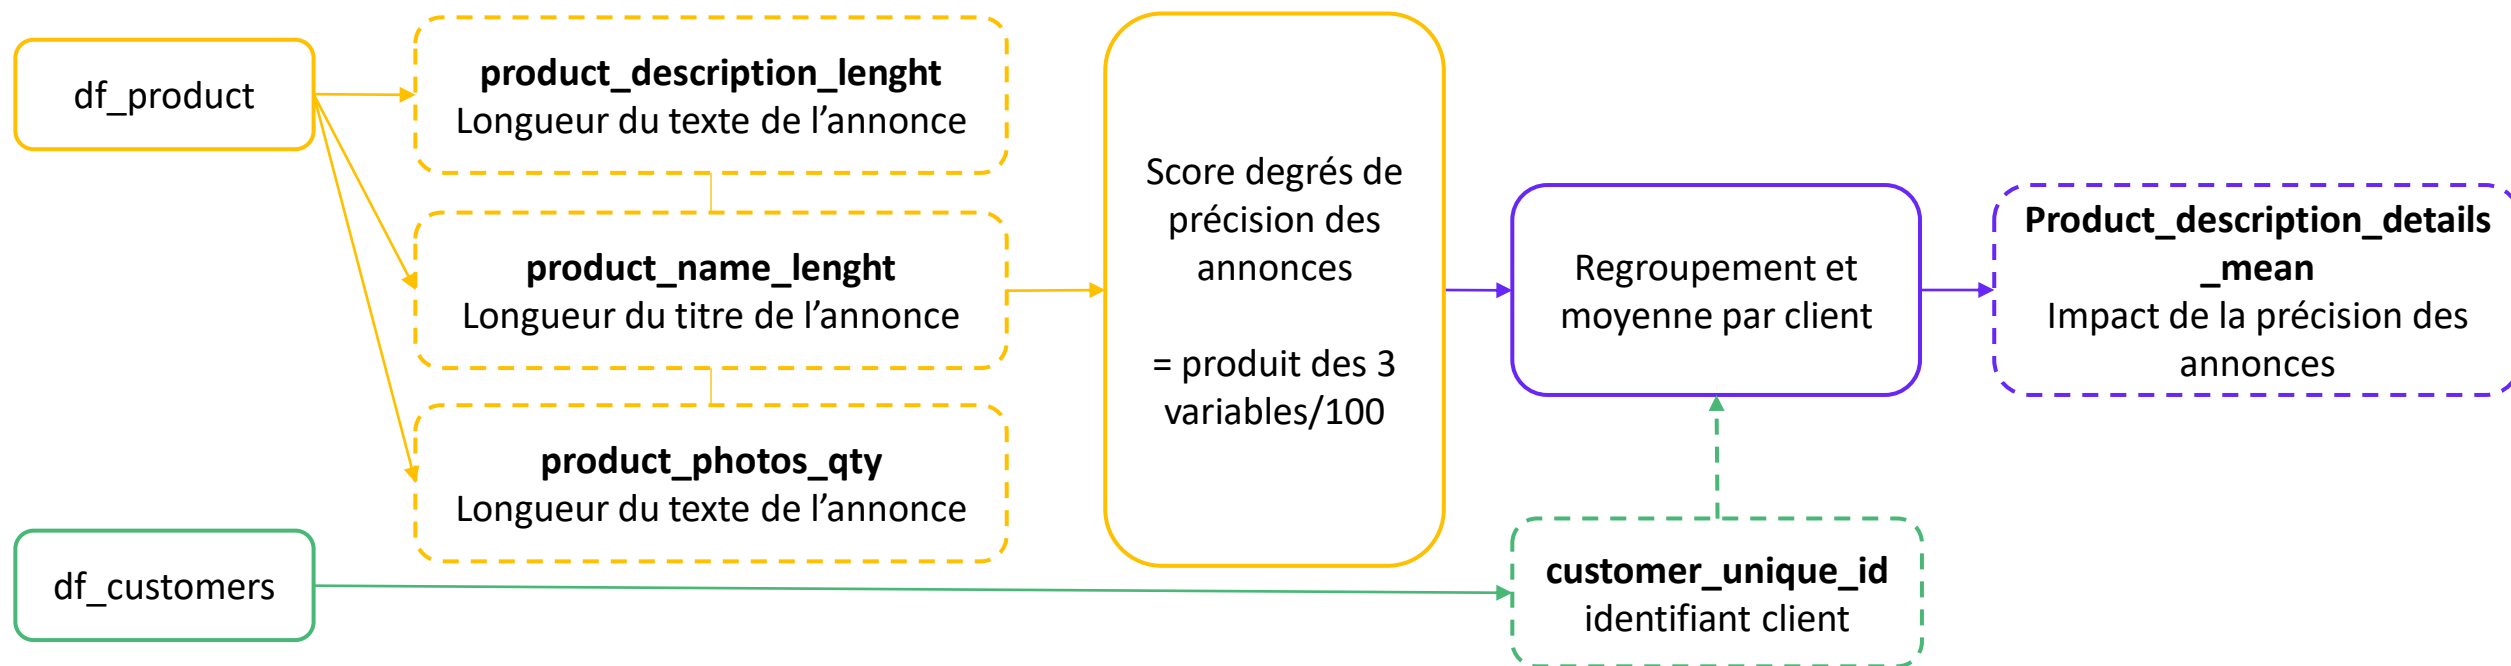 df_product
product_description_lenght
Longueur du texte de l’annonce
product_name_lenght
Longueur du titre de l’annonce
product_photos_qty
Longueur du texte de l’annonce
df_customers
Score degrés de
précision des
annonces
= produit des 3
variables/100
Regroupement et
moyenne par client
customer_unique_id
identifiant client
Product_description_details
_mean
Impact de la précision des
annonces